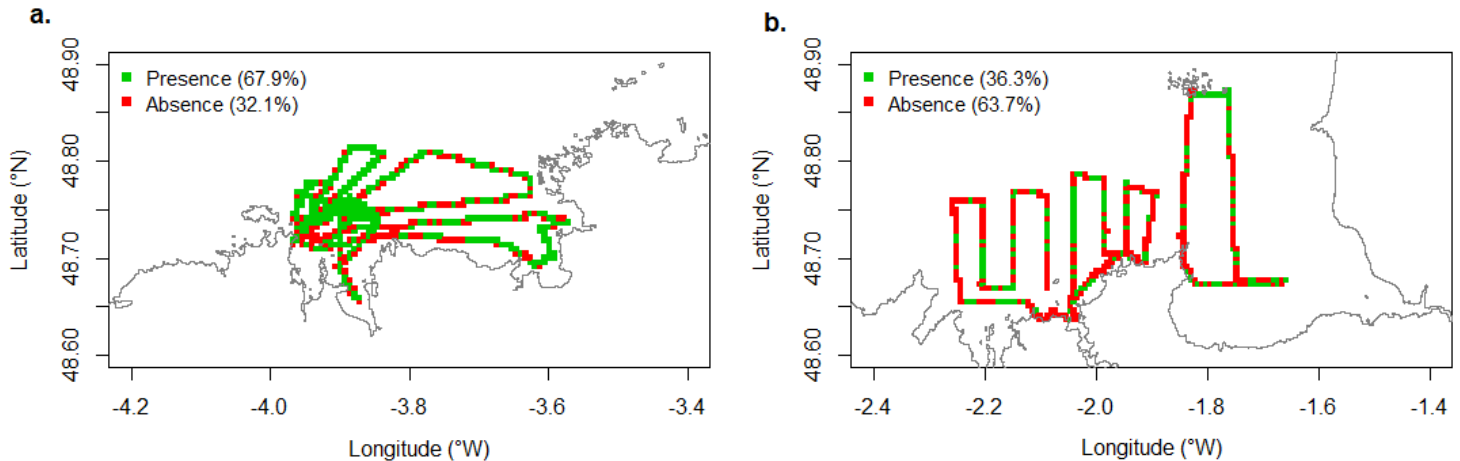 a.
Presence (67.9%)
Absence (32.1%)
48.90
48.80
48.70
48.60
Latitude (°N)
-4.2
-4.0
-3.8
-3.6
-3.4
Longitude (°W)
b.
Presence (36.3%)
Absence (63.7%)
48.90
48.80
48.70
48.60
Latitude (°N)
-2.4
-2.2
-2.0
-1.8
-1.6
-1.4
Longitude (°W)